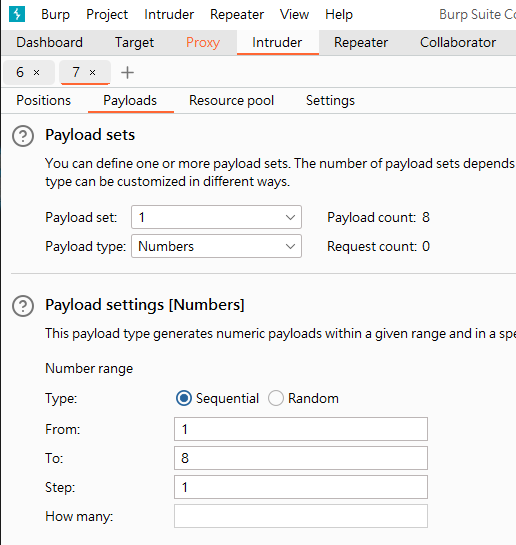 Burp Project Intruder Repeater View Help Burp Suite Co
Dashboard Target Proxy Intruder Repeater Collaborator
6 × 7 × +
Positions Payloads Resource pool Settings
? Payload sets
You can define one or more payload sets. The number of payload sets depends
type can be customized in different ways.
Payload set: 1 Payload count: 8
Payload type: Numbers Request count: 0
? Payload settings [Numbers]
This payload type generates numeric payloads within a given range and in a spe
Number range
Type: Sequential Random
From: 1
To: 8
Step: 1
How many: